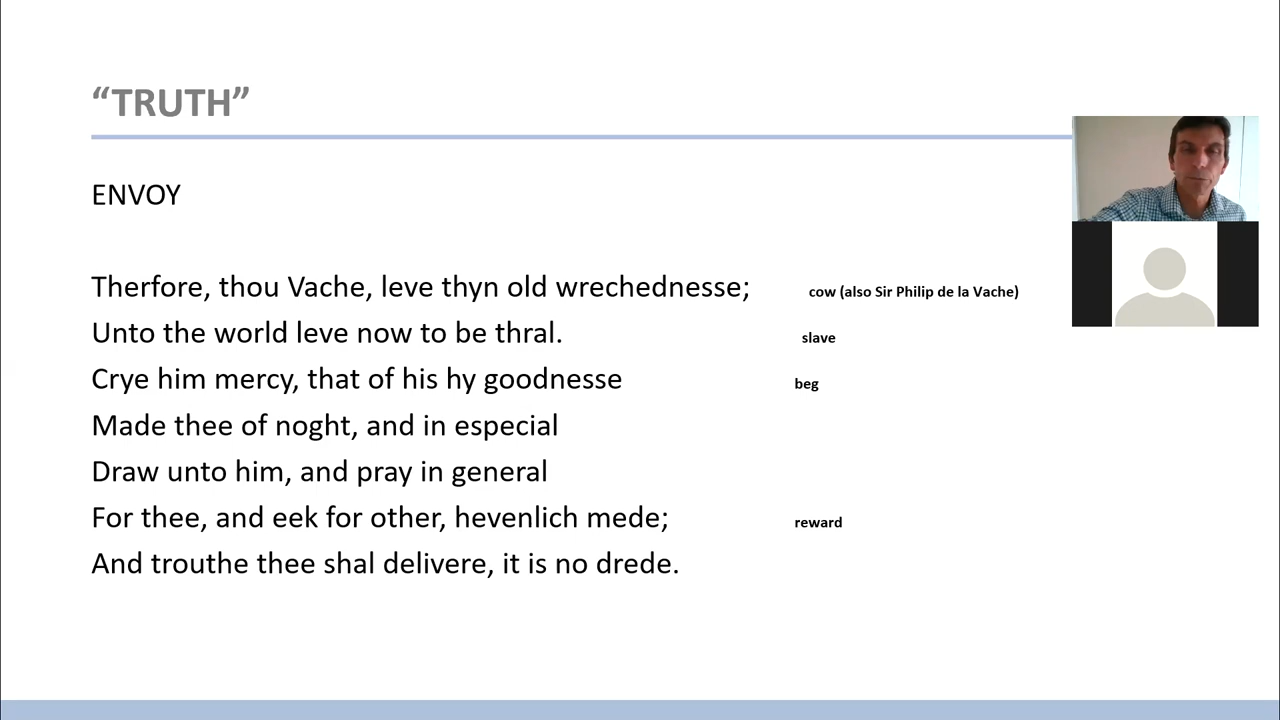 “TRUTH”
ENVOY
Therfore, thou Vache, leve thyn old wrechednesse; cow (also Sir Philip de la Vache)
Unto the world leve now to be thral. slave
Crye him mercy, that of his hy goodnesse beg
Made thee of noght, and in especial
Draw unto him, and pray in general
For thee, and eek for other, hevenlich mede; reward
And trouthe thee shal delivere, it is no drede.